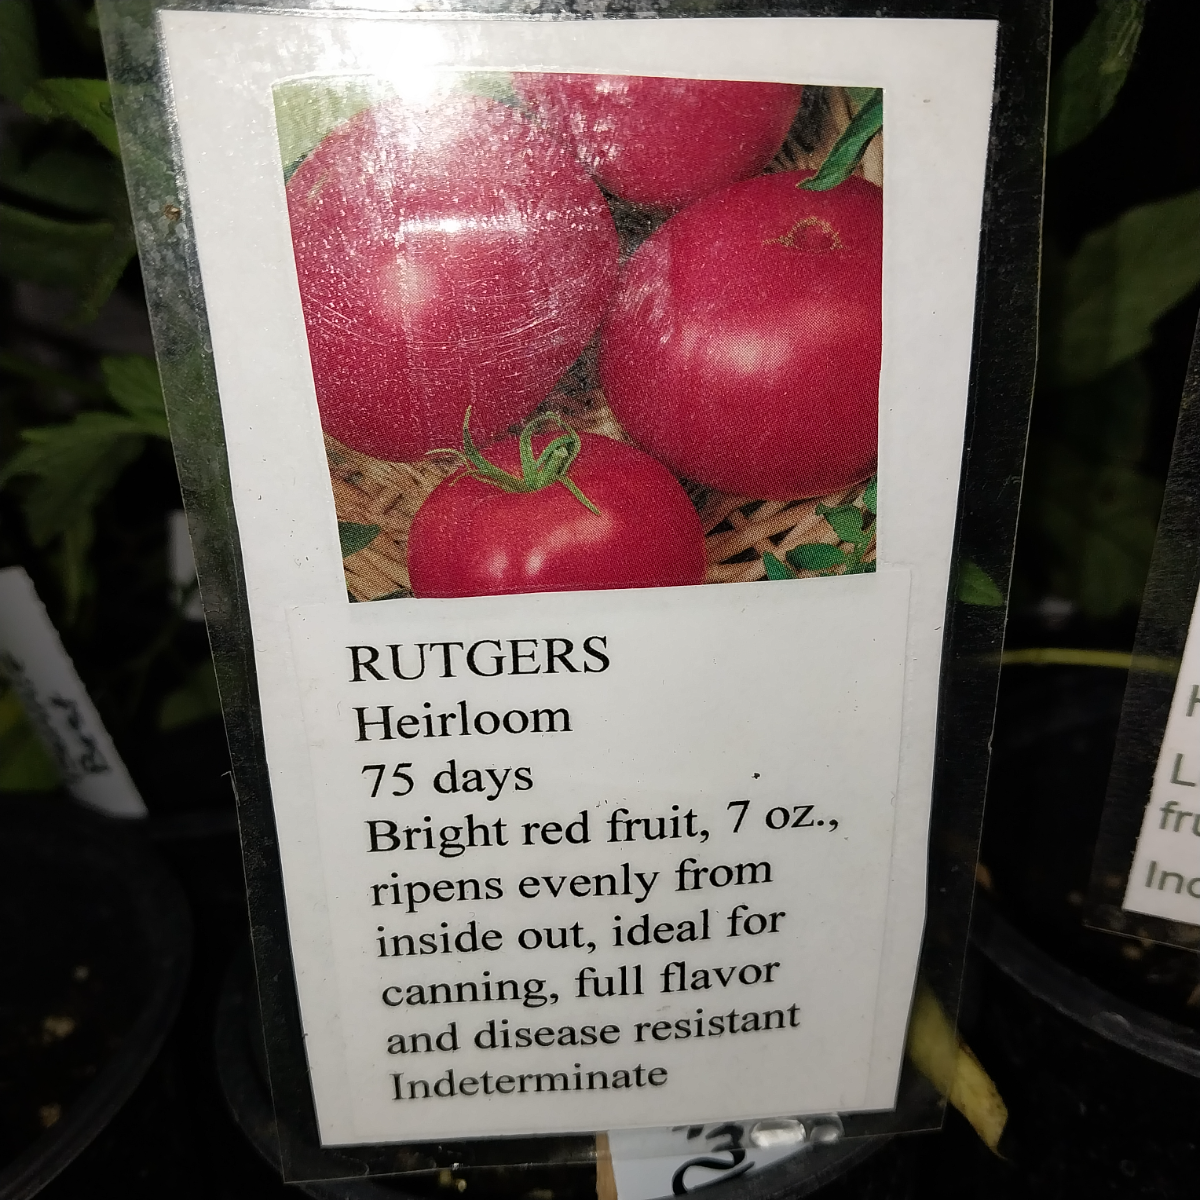 RUTGERS
Heirloom
75 days
Bright red fruit, 7 oz.,
ripens evenly from
inside out, ideal for
canning, full flavor
and disease resistant
Indeterminate